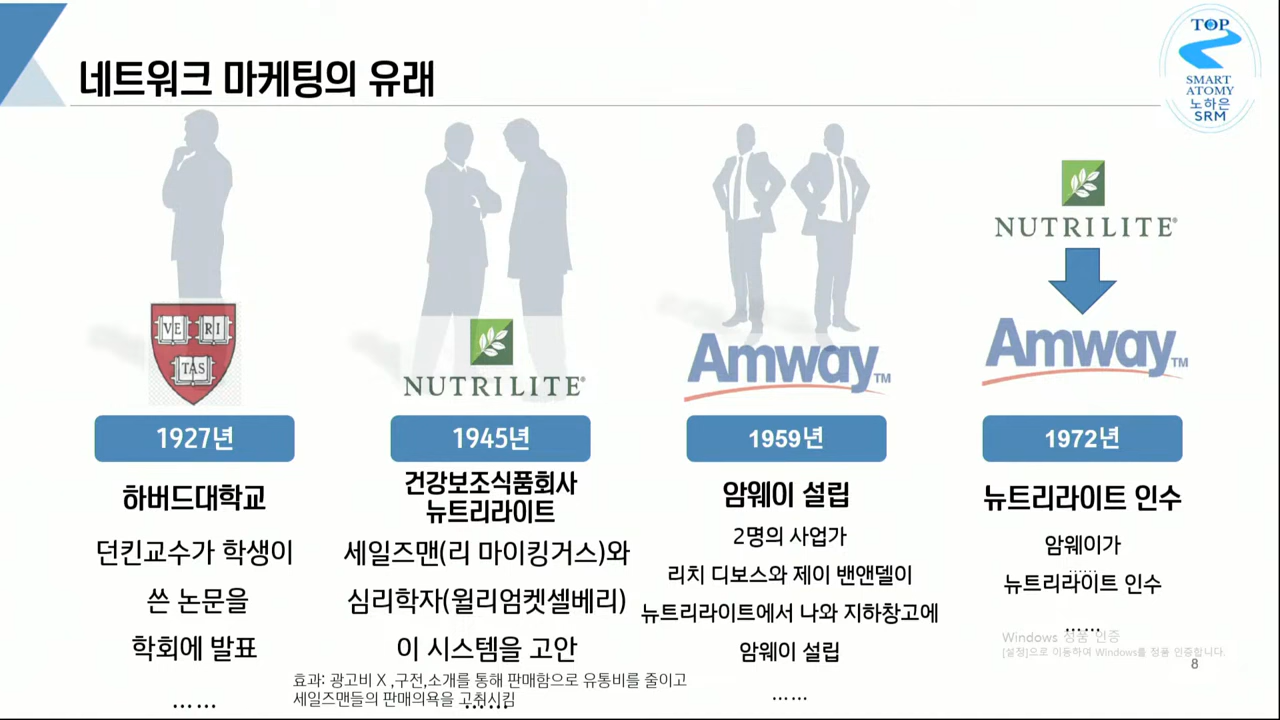 네트워크 마케팅의 유래
TOP
SMART
ATOMY
노하은
SRM
VE RI
TAS
NUTRILITE®
Amway™
NUTRILITE®
Amway™
1927년
하버드대학교
던킨교수가 학생이
쓴 논문을
학회에 발표
……
1945년
건강보조식품회사
뉴트리라이트
세일즈맨(리 마이킹거스)와
심리학자(윌리엄켓셀베리)
이 시스템을 고안
……
효과: 광고비 X ,구전,소개를 통해 판매함으로 유통비를 줄이고
세일즈맨들의 판매의욕을 고취시킴
1959년
암웨이 설립
2명의 사업가
리치 디보스와 제이 밴앤델이
뉴트리라이트에서 나와 지하창고에
암웨이 설립
……
1972년
뉴트리라이트 인수
암웨이가
……
뉴트리라이트 인수
……
Windows 정품 인증
[설정]으로 이동하여 Windows를 정품 인증합니다.
8